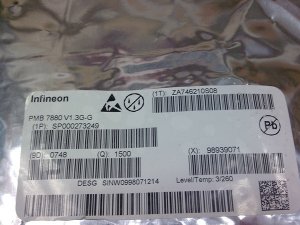 Infineon
(1T): ZA746210S08
PMB 7880 V1.3G-G
(1P): SP000273249
Pb
(9D): 0748 (Q): 1500 (X): 98939071
DESG SINW0998071214 Level/Temp: 3/260